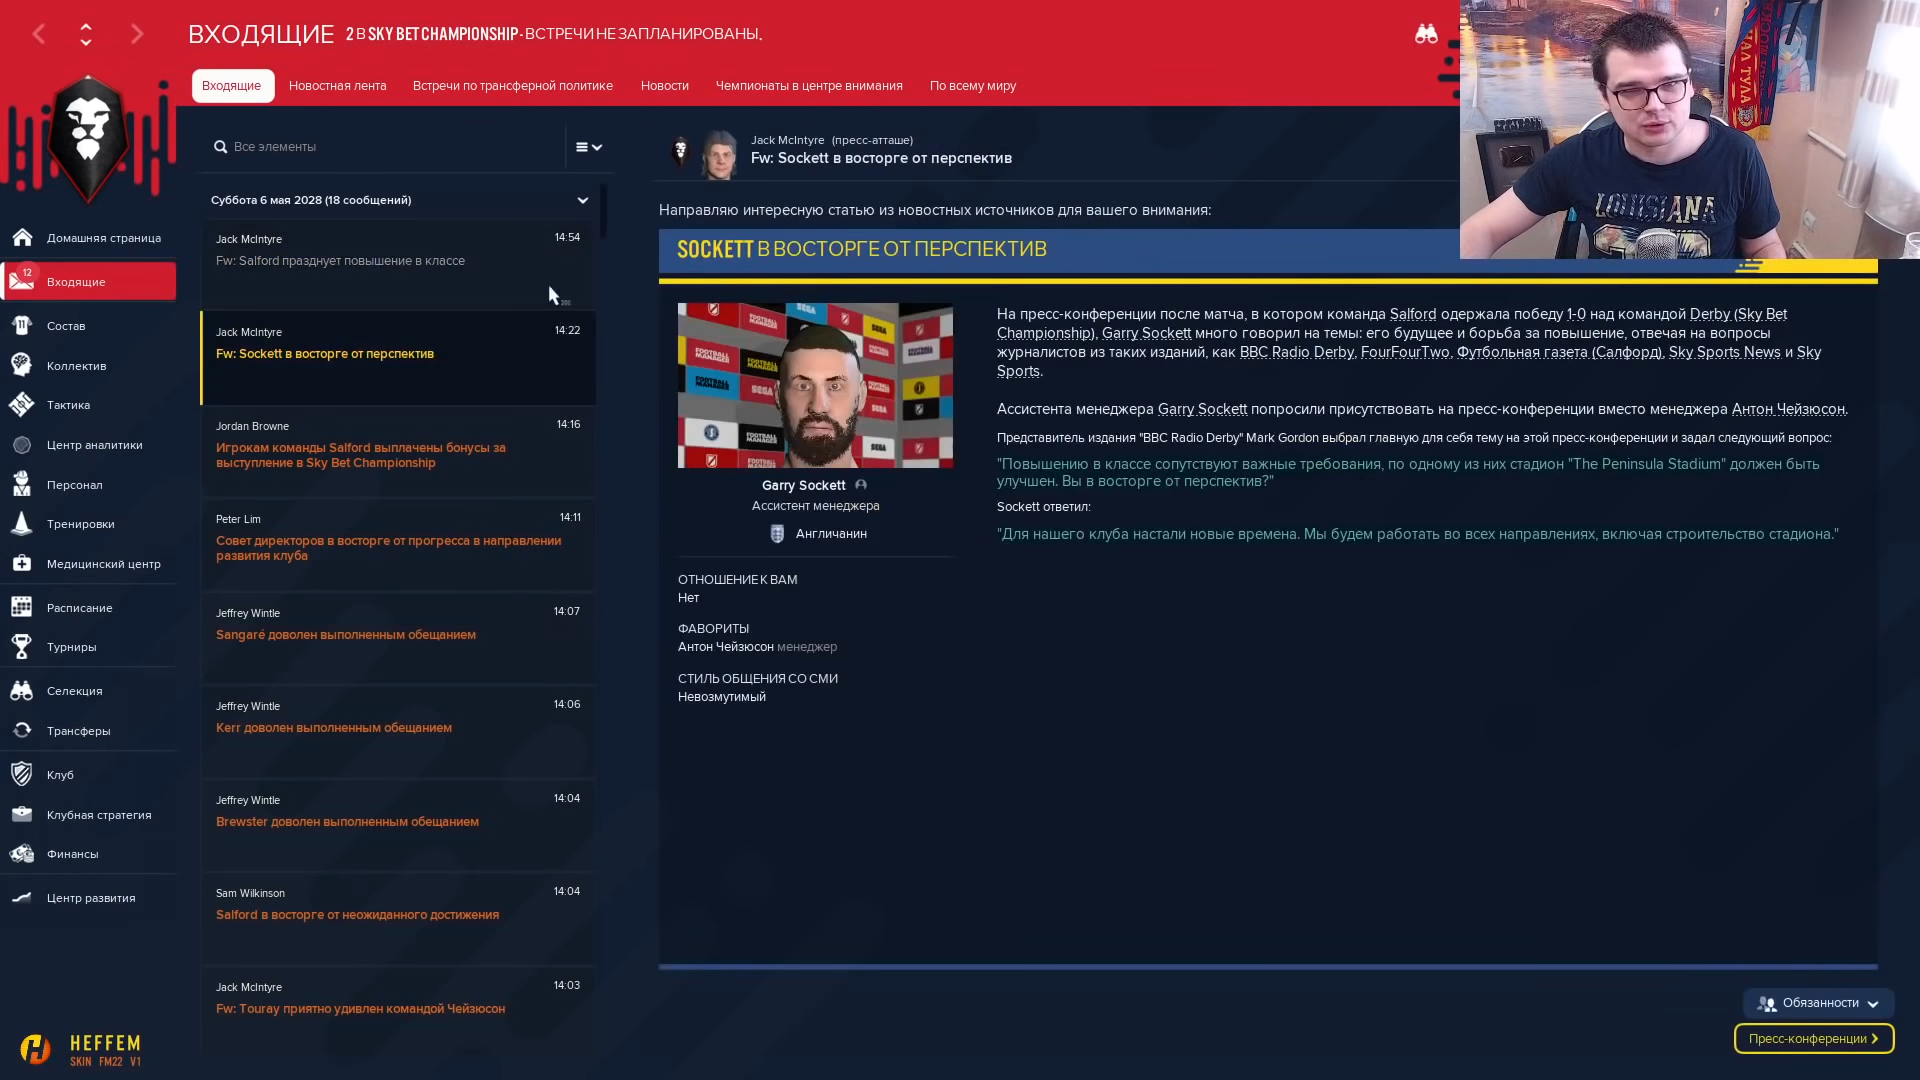 ВХОДЯЩИЕ
2 В SKY BET CHAMPIONSHIP - ВСТРЕЧИ НЕ ЗАПЛАНИРОВАНЫ.
Входящие
Новостная лента
Встречи по трансферной политике
Новости
Чемпионаты в центре внимания
По всему миру
Домашняя страница
12
Входящие
11
Состав
Коллектив
Тактика
Центр аналитики
Персонал
Тренировки
Медицинский центр
Расписание
Турниры
Селекция
Трансферы
Клуб
Клубная стратегия
Финансы
Центр развития
HEFFEM
SKIN FM22 V1
Все элементы
Суббота 6 мая 2028 (18 сообщений)
Jack McIntyre 14:54
Fw: Salford празднует повышение в классе
Jack McIntyre 14:22
Fw: Sockett в восторге от перспектив
Jordan Browne 14:16
Игрокам команды Salford выплачены бонусы за
выступление в Sky Bet Championship
Peter Lim 14:11
Совет директоров в восторге от прогресса в направлении
развития клуба
Jeffrey Wintle 14:07
Sangaré доволен выполненным обещанием
Jeffrey Wintle 14:06
Kerr доволен выполненным обещанием
Jeffrey Wintle 14:04
Brewster доволен выполненным обещанием
Sam Wilkinson 14:04
Salford в восторге от неожиданного достижения
Jack McIntyre 14:03
Fw: Touray приятно удивлен командой Чейзюсон
Jack McIntyre (пресс-атташе)
Fw: Sockett в восторге от перспектив
Направляю интересную статью из новостных источников для вашего внимания:
SOCKETT В ВОСТОРГЕ ОТ ПЕРСПЕКТИВ
FOOTBALL MANAGER
SEGA
Garry Sockett
Ассистент менеджера
Англичанин
ОТНОШЕНИЕ К ВАМ
Нет
ФАВОРИТЫ
Антон Чейзюсон менеджер
СТИЛЬ ОБЩЕНИЯ СО СМИ
Невозмутимый
На пресс-конференции после матча, в котором команда Salford одержала победу 1-0 над командой Derby (Sky Bet
Championship), Garry Sockett много говорил на темы: его будущее и борьба за повышение, отвечая на вопросы
журналистов из таких изданий, как BBC Radio Derby, FourFourTwo, Футбольная газета (Салфорд), Sky Sports News и Sky
Sports.
Ассистента менеджера Garry Sockett попросили присутствовать на пресс-конференции вместо менеджера Антон Чейзюсон.
Представитель издания "BBC Radio Derby" Mark Gordon выбрал главную для себя тему на этой пресс-конференции и задал следующий вопрос:
"Повышению в классе сопутствуют важные требования, по одному из них стадион "The Peninsula Stadium" должен быть
улучшен. Вы в восторге от перспектив?"
Sockett ответил:
"Для нашего клуба настали новые времена. Мы будем работать во всех направлениях, включая строительство стадиона."
Обязанности
Пресс-конференции
LOUISIANA